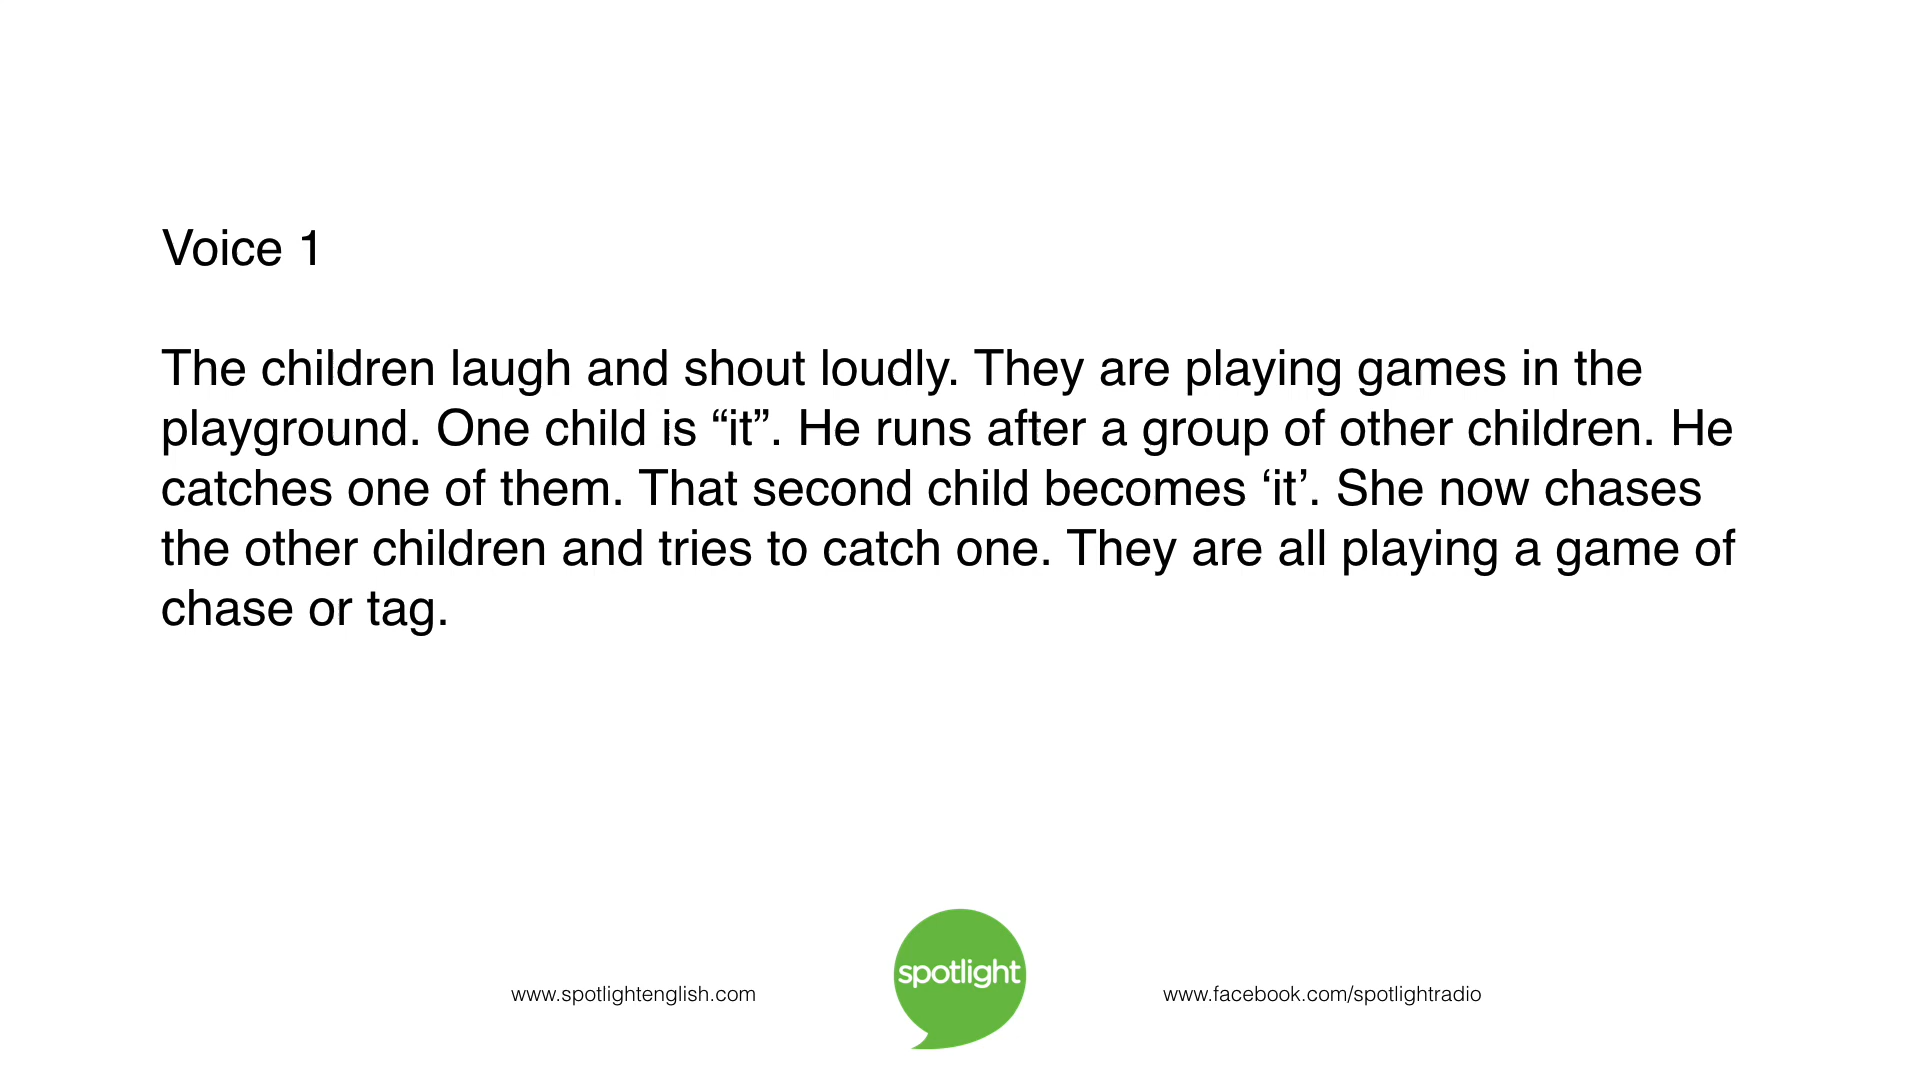 Voice 1
The children laugh and shout loudly. They are playing games in the
playground. One child is “it”. He runs after a group of other children. He
catches one of them. That second child becomes ‘it’. She now chases
the other children and tries to catch one. They are all playing a game of
chase or tag.
spotlight
www.spotlightenglish.com
www.facebook.com/spotlightradio